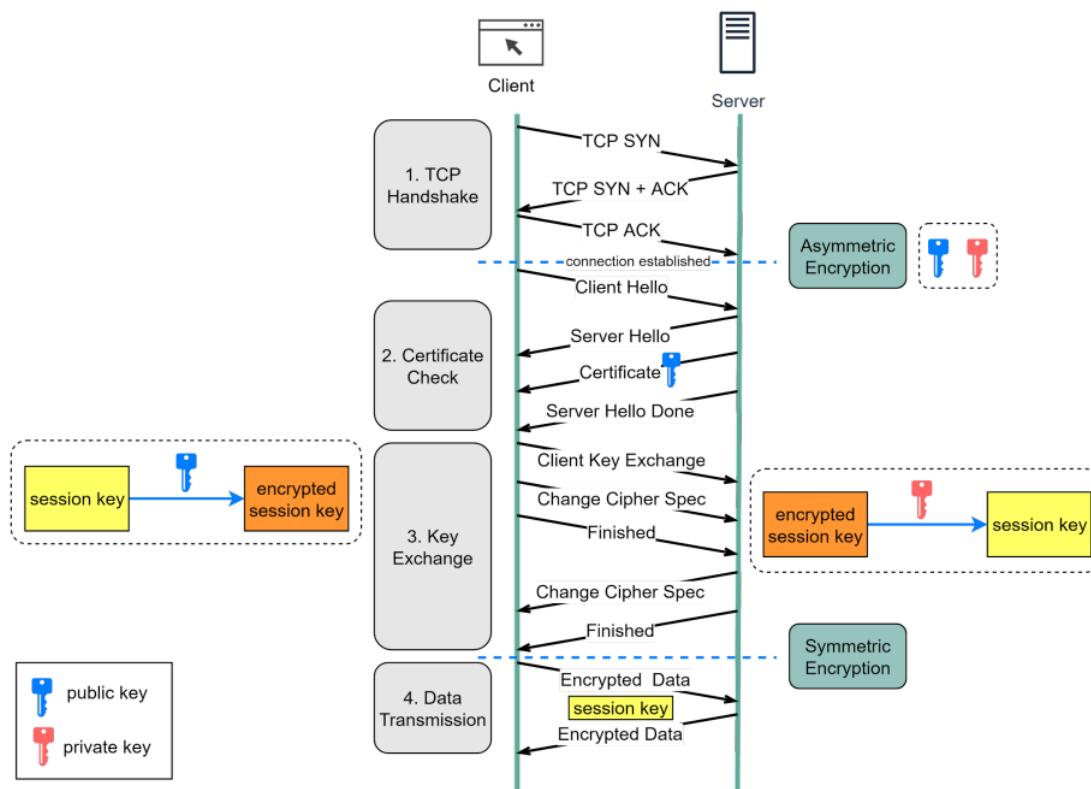 Client
Server
1. TCP
Handshake
TCP SYN
TCP SYN + ACK
TCP ACK
connection established
Asymmetric
Encryption
Client Hello
2. Certificate
Check
Server Hello
Certificate
Server Hello Done
session key
encrypted
session key
3. Key
Exchange
Client Key Exchange
Change Cipher Spec
Finished
Change Cipher Spec
Finished
encrypted
session key
session key
Symmetric
Encryption
4. Data
Transmission
Encrypted Data
session key
Encrypted Data
public key
private key